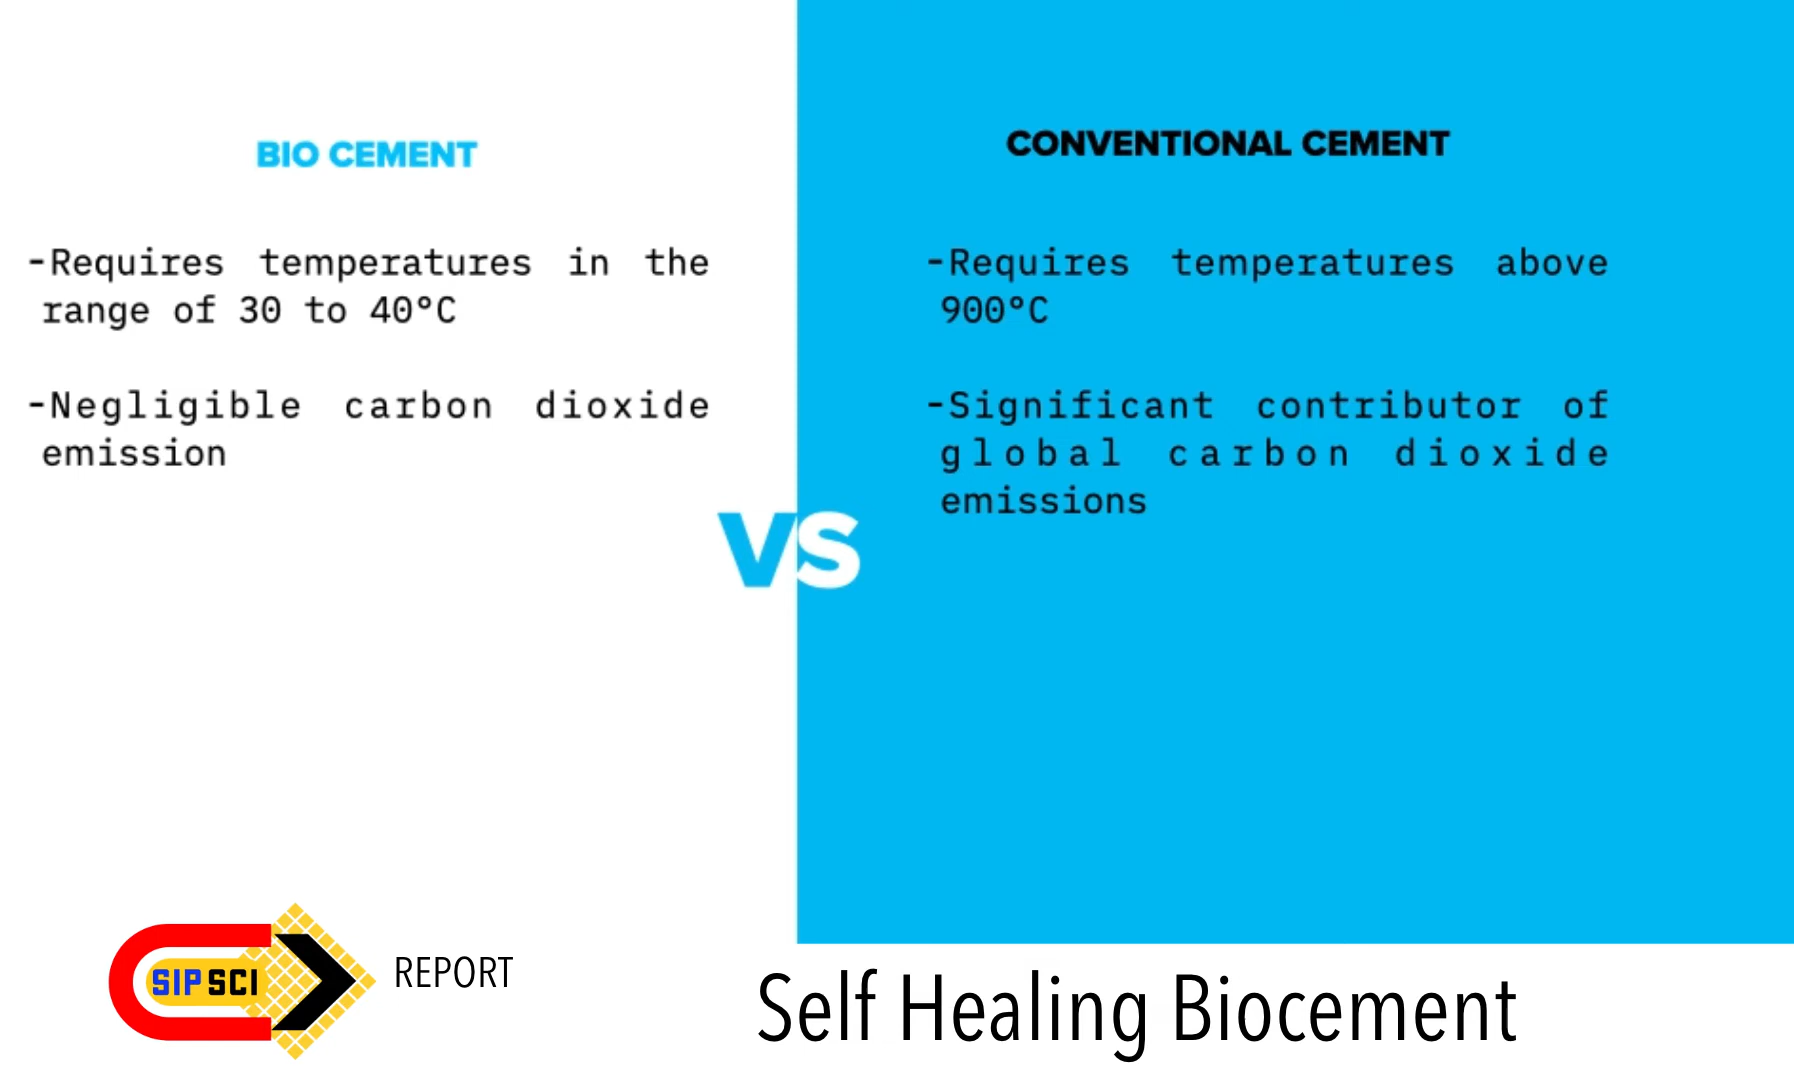 BIO CEMENT
-Requires temperatures in the
range of 30 to 40°C
-Negligible carbon dioxide
emission
VS
CONVENTIONAL CEMENT
-Requires temperatures above
900°C
-Significant contributor of
global carbon dioxide
emissions
SIP SCI
REPORT
Self Healing Biocement